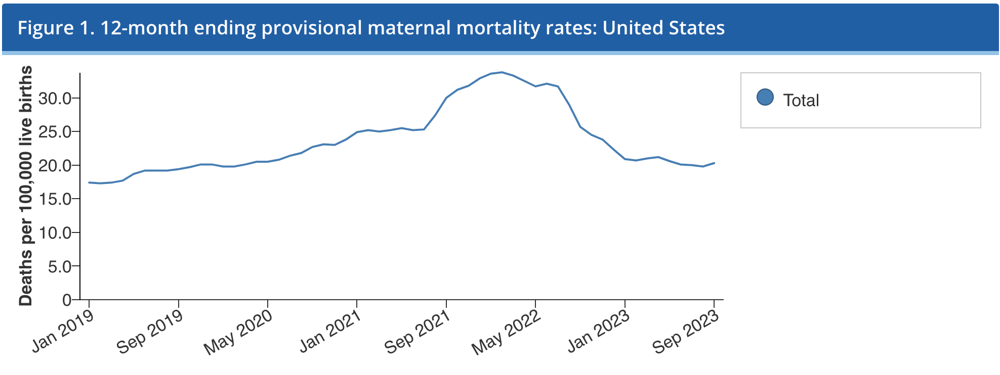 Figure 1. 12-month ending provisional maternal mortality rates: United States
Deaths per 100,000 live births
30.0
25.0
20.0
15.0
10.0
5.0
0
Jan 2019
Sep 2019
May 2020
Jan 2021
Sep 2021
May 2022
Jan 2023
Sep 2023
Total